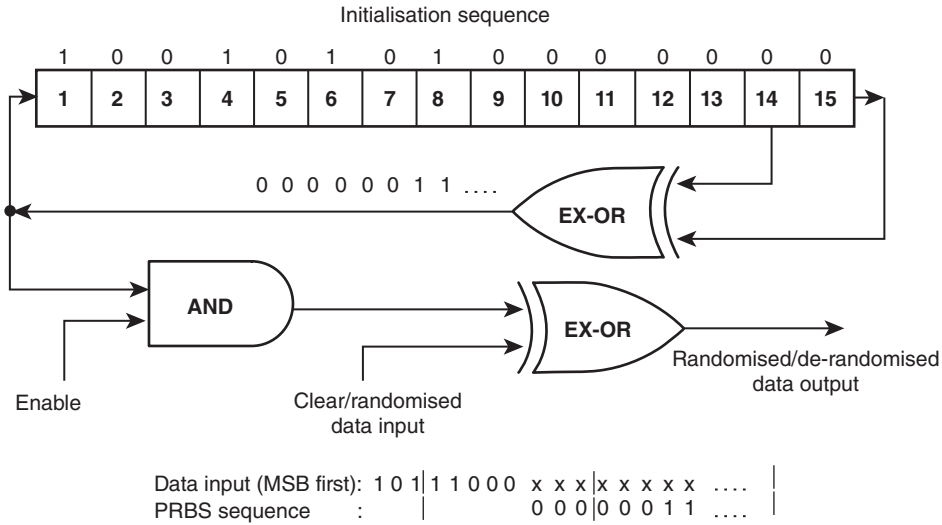 Initialisation sequence
1 0 0 1 0 1 0 1 0 0 0 0 0 0 0
1 2 3 4 5 6 7 8 9 10 11 12 13 14 15
0 0 0 0 0 0 1 1 ....
EX-OR
AND
EX-OR
Enable
Clear/randomised
data input
Randomised/de-randomised
data output
Data input (MSB first): 1 0 1 | 1 1 0 0 0 x x x | x x x x x .... |
PRBS sequence : | 0 0 0 | 0 0 0 1 1 .... |